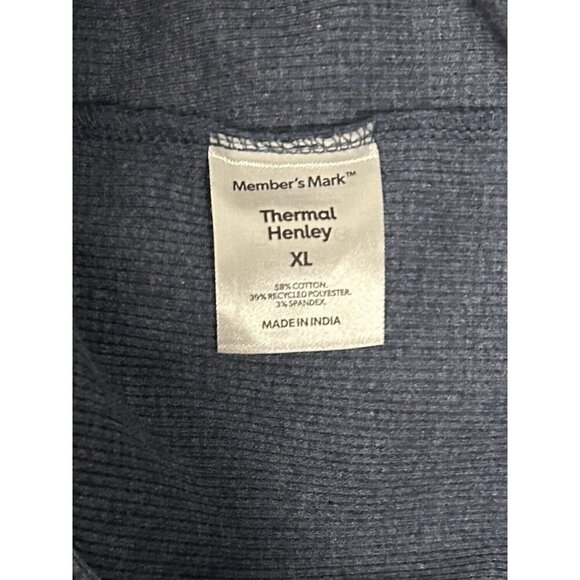 Member's Mark™
Thermal
Henley
XL
58% COTTON.
39% RECYCLED POLYESTER.
3% SPANDEX.
MADE IN INDIA